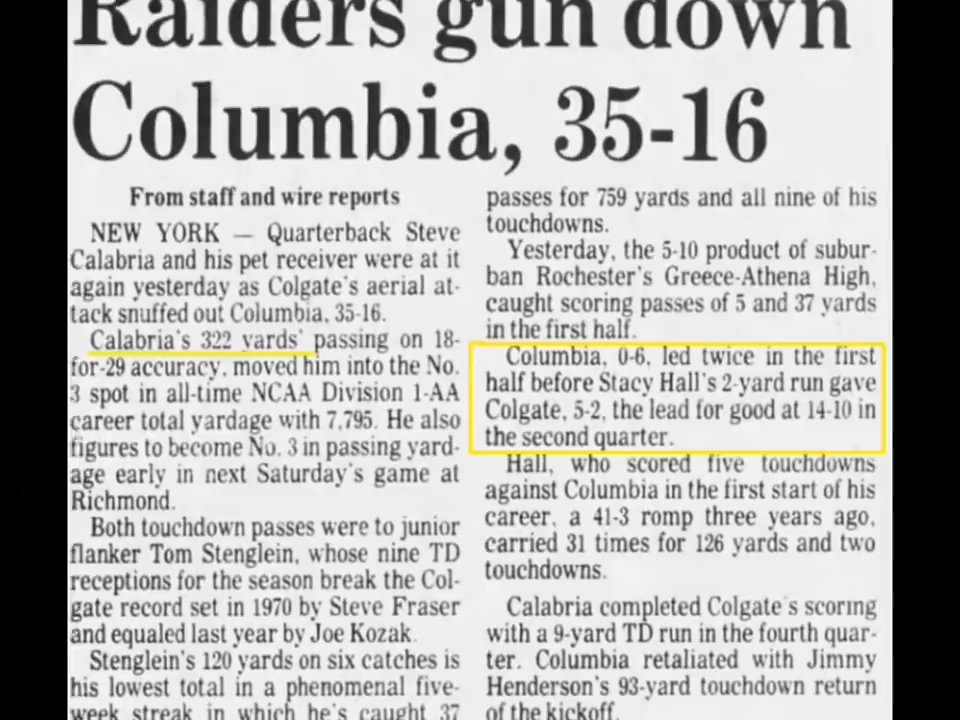 Raiders gun down
Columbia, 35-16
From staff and wire reports
NEW YORK — Quarterback Steve
Calabria and his pet receiver were at it
again yesterday as Colgate's aerial at-
tack snuffed out Columbia, 35-16.
Calabria's 322 yards' passing on 18-
for-29 accuracy, moved him into the No.
3 spot in all-time NCAA Division 1-AA
career total yardage with 7,795. He also
figures to become No. 3 in passing yard-
age early in next Saturday's game at
Richmond.
Both touchdown passes were to junior
flanker Tom Stenglein, whose nine TD
receptions for the season break the Col-
gate record set in 1970 by Steve Fraser
and equaled last year by Joe Kozak.
Stenglein's 120 yards on six catches is
his lowest total in a phenomenal five-
week streak in which he's caught 37
passes for 759 yards and all nine of his
touchdowns.
Yesterday, the 5-10 product of subur-
ban Rochester's Greece-Athena High,
caught scoring passes of 5 and 37 yards
in the first half.
Columbia, 0-6, led twice in the first
half before Stacy Hall's 2-yard run gave
Colgate, 5-2, the lead for good at 14-10 in
the second quarter.
Hall, who scored five touchdowns
against Columbia in the first start of his
career, a 41-3 romp three years ago,
carried 31 times for 126 yards and two
touchdowns.
Calabria completed Colgate's scoring
with a 9-yard TD run in the fourth quar-
ter. Columbia retaliated with Jimmy
Henderson's 93-yard touchdown return
of the kickoff.